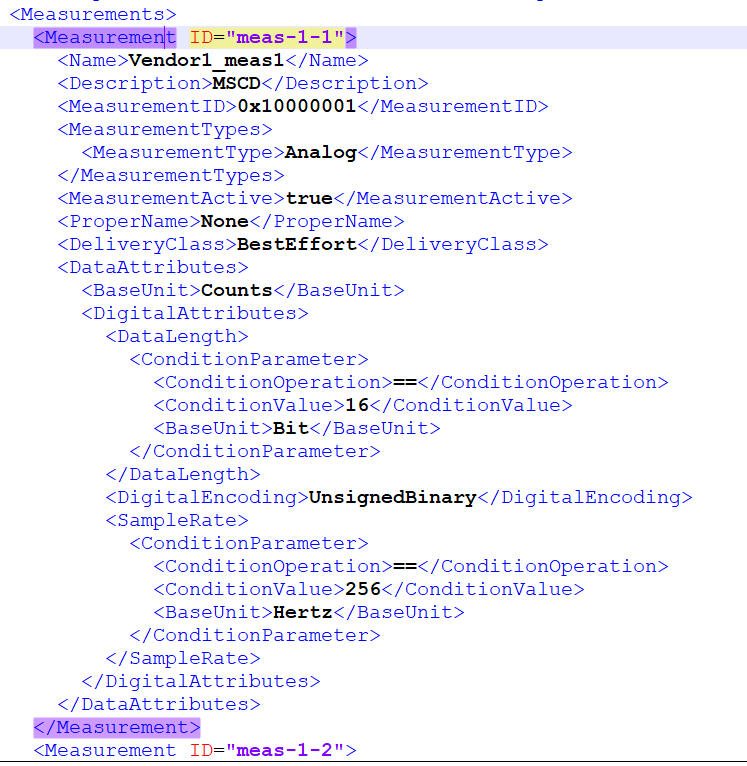 <Measurements>
<Measurement ID="meas-1-1">
<Name>Vendor1_meas1</Name>
<Description>MSCD</Description>
<MeasurementID>0x10000001</MeasurementID>
<MeasurementTypes>
<MeasurementType>Analog</MeasurementType>
</MeasurementTypes>
<MeasurementActive>true</MeasurementActive>
<ProperName>None</ProperName>
<DeliveryClass>BestEffort</DeliveryClass>
<DataAttributes>
<BaseUnit>Counts</BaseUnit>
<DigitalAttributes>
<DataLength>
<ConditionParameter>
<ConditionOperation>==</ConditionOperation>
<ConditionValue>16</ConditionValue>
<BaseUnit>Bit</BaseUnit>
</ConditionParameter>
</DataLength>
<DigitalEncoding>UnsignedBinary</DigitalEncoding>
<SampleRate>
<ConditionParameter>
<ConditionOperation>==</ConditionOperation>
<ConditionValue>256</ConditionValue>
<BaseUnit>Hertz</BaseUnit>
</ConditionParameter>
</SampleRate>
</DigitalAttributes>
</DataAttributes>
</Measurement>
<Measurement ID="meas-1-2">